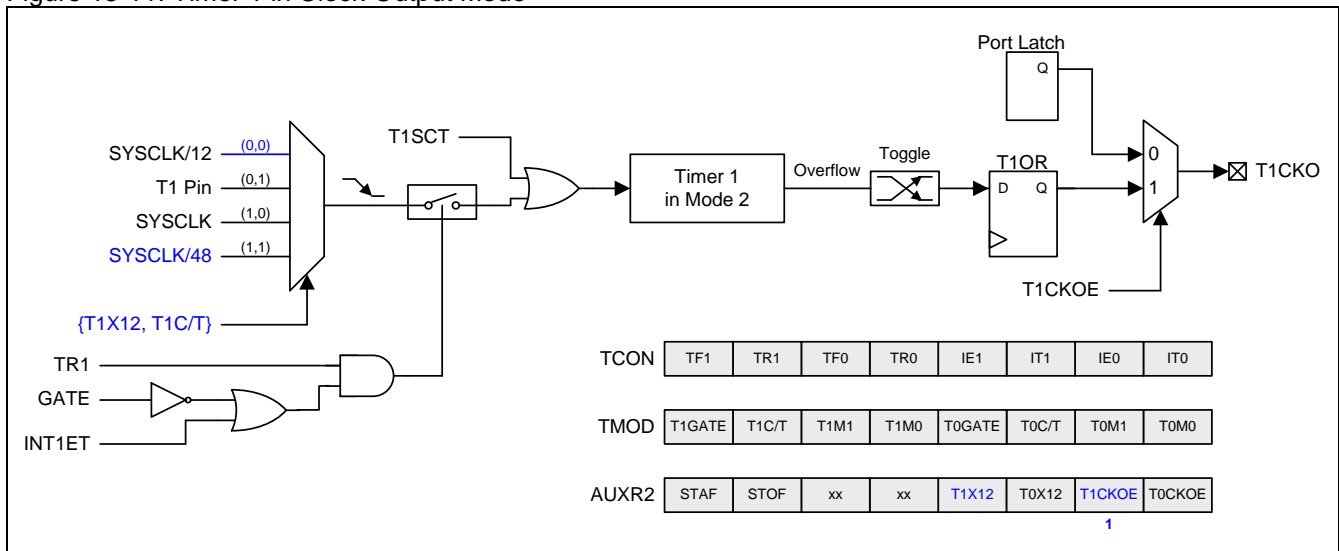 Port Latch
Q
T1SCT
SYSCLK/12 (0,0)
T1 Pin (0,1)
SYSCLK (1,0)
SYSCLK/48 (1,1)
Timer 1
in Mode 2
Overflow
Toggle
T1OR
D Q
0
1
T1CKO
T1CKOE
{T1X12, T1C/T}
TR1
GATE
INT1ET
TCON TF1 TR1 TF0 TR0 IE1 IT1 IE0 IT0
TMOD T1GATE T1C/T T1M1 T1M0 T0GATE T0C/T T0M1 T0M0
AUXR2 STAF STOF xx xx T1X12 T0X12 T1CKOE T0CKOE
1